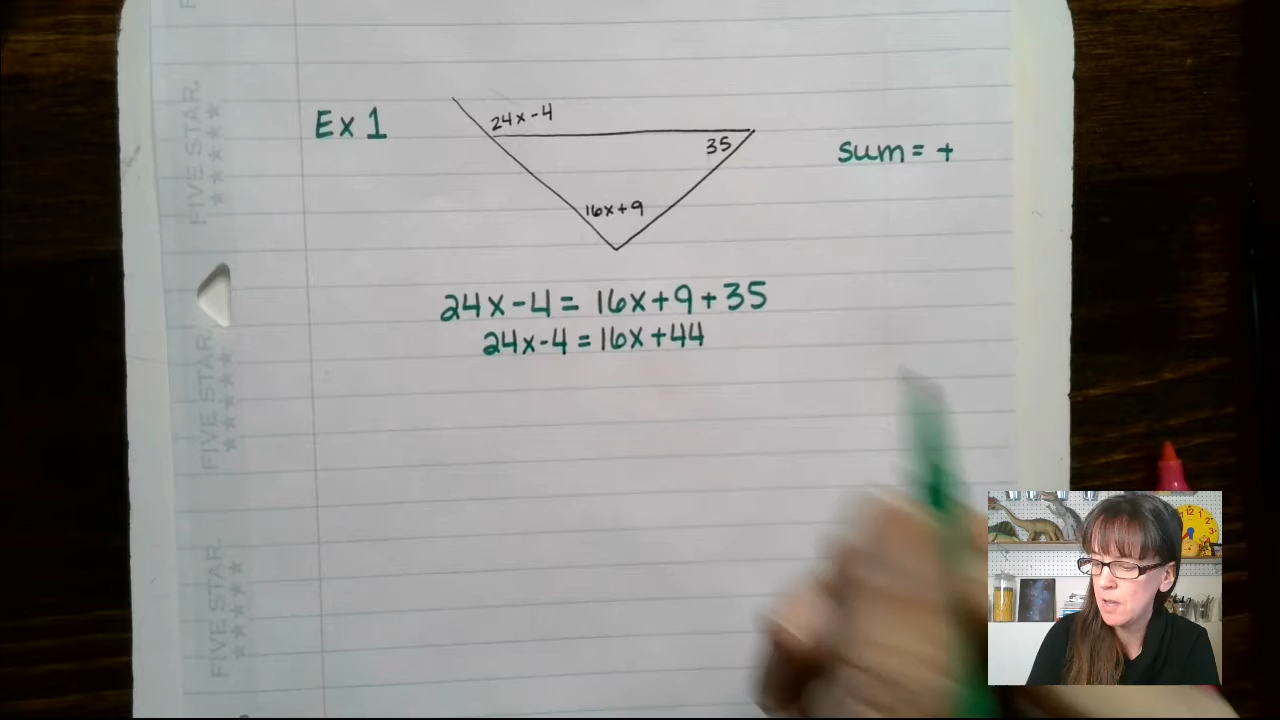 Ex 1
24x-4
35
sum = +
16x+9
24x-4 = 16x+9+35
24x-4 = 16x+44
FIVE STAR.
FIVE STAR.
FIVE STAR.